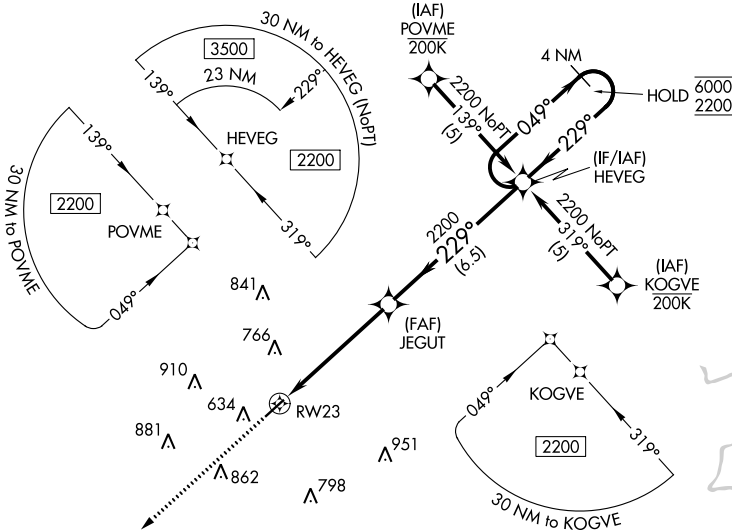 30 NM to HEVEG (NoPT)
3500
23 NM
139°
229°
HEVEG
2200
319°
139°
30 NM to POVME
2200
POVME
049°
(IAF)
POVME
200K
2200 NoPT
139°
(5)
4 NM
049°
229°
HOLD
6000
2200
(IF/IAF)
HEVEG
2200 NoPT
319°
(5)
(IAF)
KOGVE
200K
2200
229°
(6.5)
(FAF)
JEGUT
841
766
910
634
881
862
798
951
RW23
KOGVE
049°
319°
2200
30 NM to KOGVE